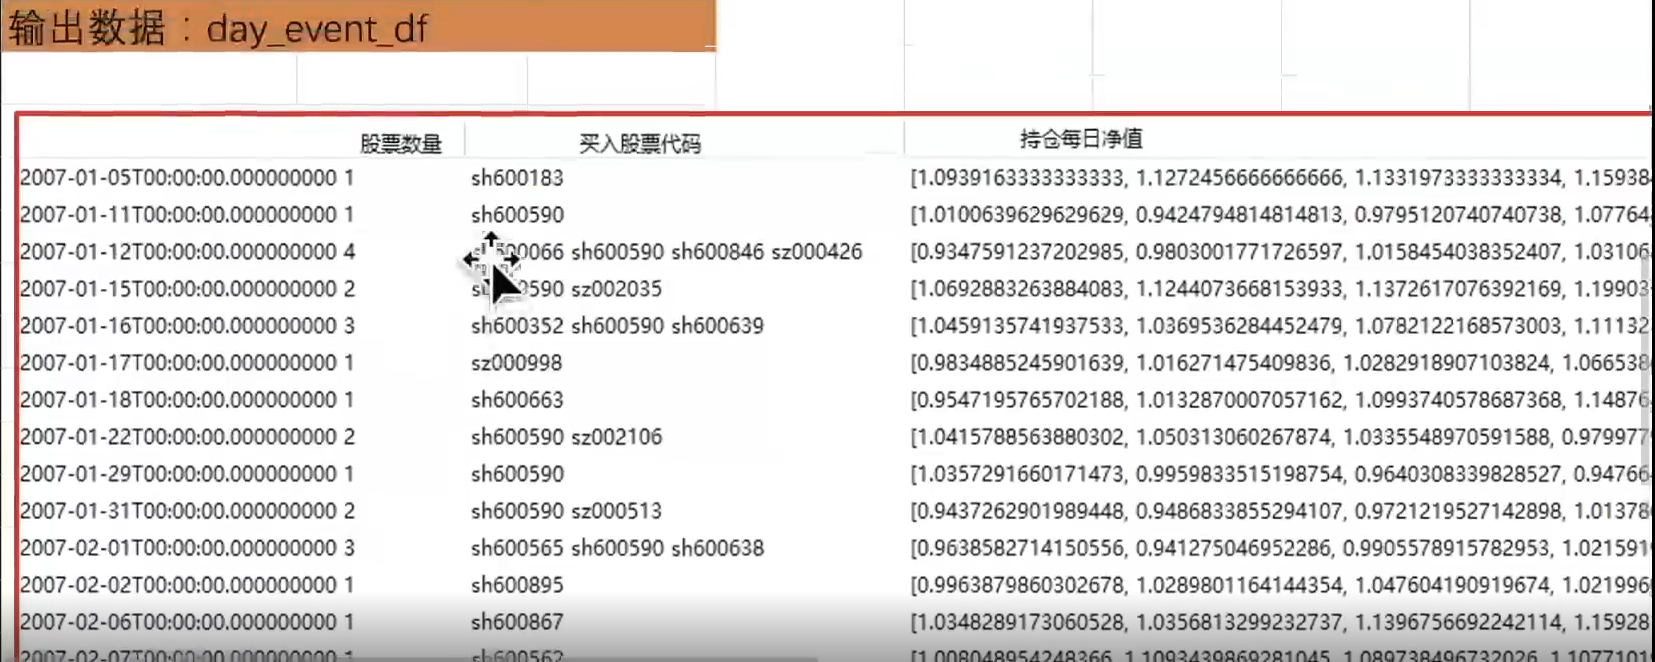 输出数据：day_event_df
股票数量 买入股票代码 持仓每日净值
2007-01-05T00:00:00.000000000 1 sh600183 [1.0939163333333333, 1.1272456666666666, 1.1331973333333334, 1.15938
2007-01-11T00:00:00.000000000 1 sh600590 [1.0100639629629629, 0.9424794814814813, 0.9795120740740738, 1.07764
2007-01-12T00:00:00.000000000 4 sh600066 sh600590 sh600846 sz000426 [0.9347591237202985, 0.9803001771726597, 1.0158454038352407, 1.03106
2007-01-15T00:00:00.000000000 2 sh600590 sz002035 [1.0692883263884083, 1.1244073668153933, 1.1372617076392169, 1.19903
2007-01-16T00:00:00.000000000 3 sh600352 sh600590 sh600639 [1.0459135741937533, 1.0369536284452479, 1.0782122168573003, 1.11132
2007-01-17T00:00:00.000000000 1 sz000998 [0.9834885245901639, 1.016271475409836, 1.0282918907103824, 1.066538
2007-01-18T00:00:00.000000000 1 sh600663 [0.9547195765702188, 1.0132870007057162, 1.0993740578687368, 1.14876
2007-01-22T00:00:00.000000000 2 sh600590 sz002106 [1.0415788563880302, 1.050313060267874, 1.0335548970591588, 0.97997
2007-01-29T00:00:00.000000000 1 sh600590 [1.0357291660171473, 0.9959833515198754, 0.9640308339828527, 0.94766
2007-01-31T00:00:00.000000000 2 sh600590 sz000513 [0.9437262901989448, 0.9486833855294107, 0.9721219527142898, 1.01378
2007-02-01T00:00:00.000000000 3 sh600565 sh600590 sh600638 [0.9638582714150556, 0.941275046952286, 0.9905578915782953, 1.021591
2007-02-02T00:00:00.000000000 1 sh600895 [0.9963879860302678, 1.0289801164144354, 1.047604190919674, 1.021996
2007-02-06T00:00:00.000000000 1 sh600867 [1.0348289173060528, 1.0356813299232737, 1.1396756692242114, 1.15928
2007-02-07T00:00:00.000000000 1 sh600562 [1.008048954248366, 1.1093439869281045, 1.089738496732026, 1.107710